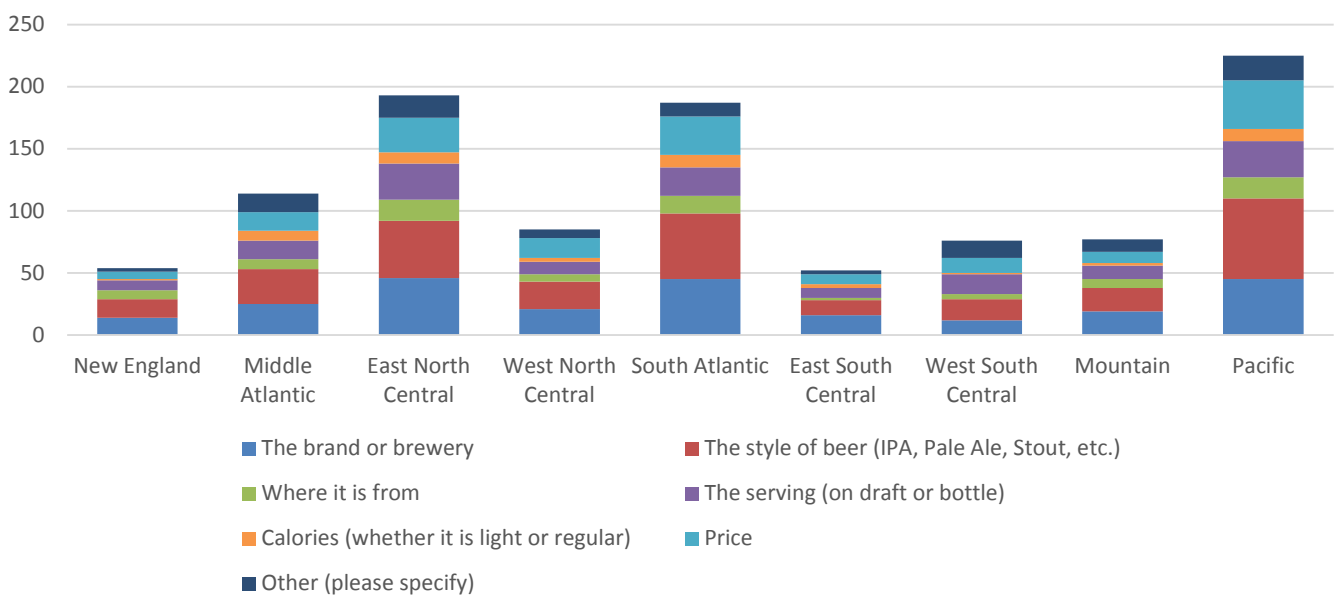 250
200
150
100
50
0
New England
Middle
Atlantic
East North
Central
West North
Central
South Atlantic
East South
Central
West South
Central
Mountain
Pacific
The brand or brewery
The style of beer (IPA, Pale Ale, Stout, etc.)
Where it is from
The serving (on draft or bottle)
Calories (whether it is light or regular)
Price
Other (please specify)